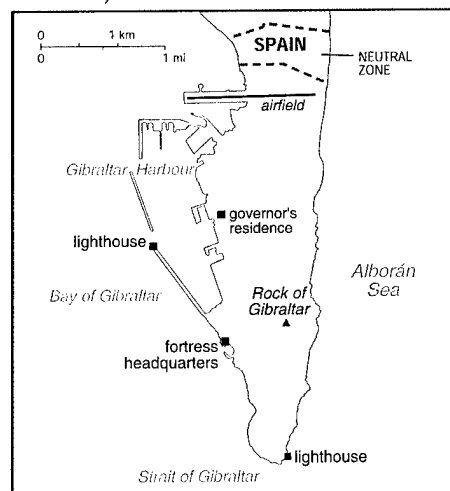 0 1 km
0 1 mi
SPAIN
NEUTRAL
ZONE
airfield
Gibraltar Harbour
governor's
residence
lighthouse
Alborán
Sea
Bay of Gibraltar
Rock of
Gibraltar
fortress
headquarters
lighthouse
Strait of Gibraltar